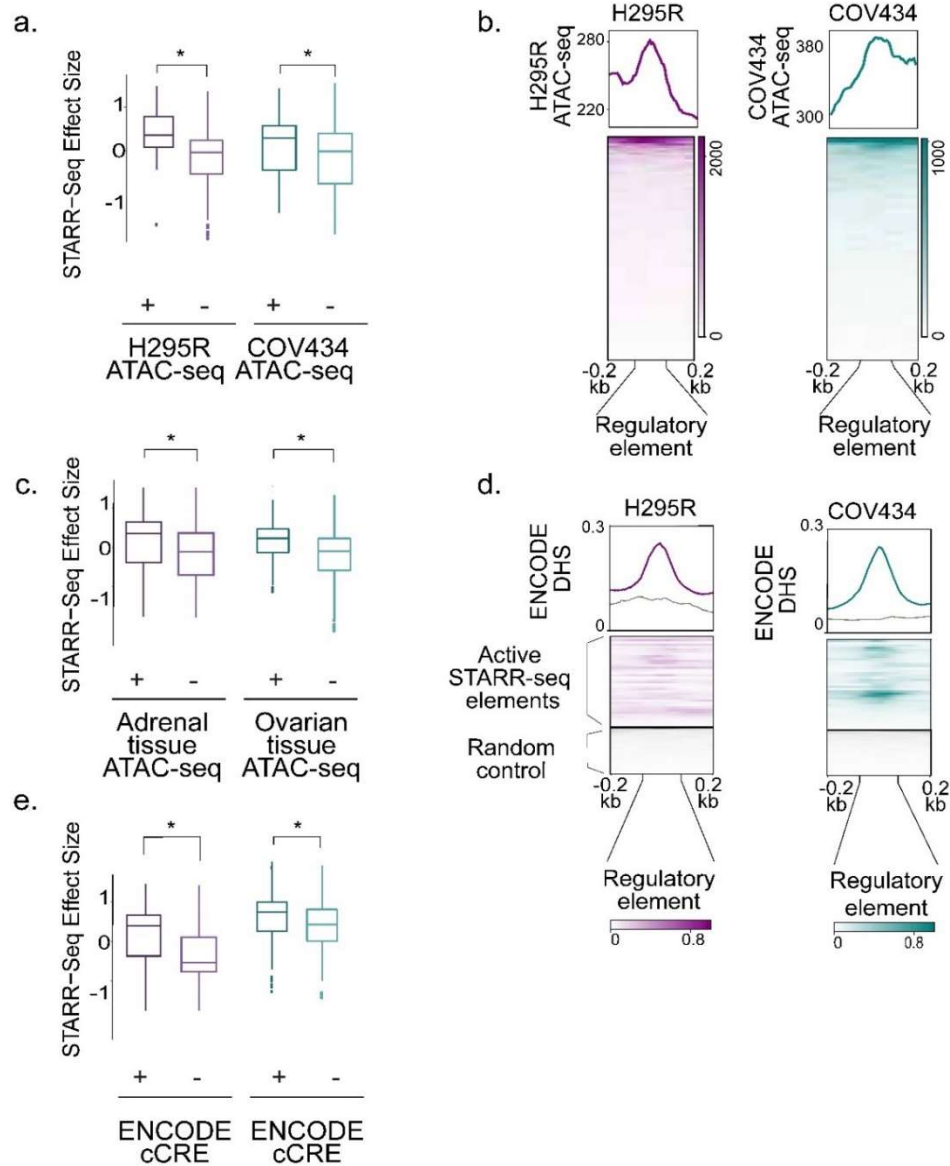 a.
STARR-Seq Effect Size
1
0
-1
*
*
+
-
+
-
H295R
ATAC-seq
COV434
ATAC-seq
b.
H295R
H295R
ATAC-seq
280
220
2000
0
-0.2
kb
0.2
kb
Regulatory
element
COV434
COV434
ATAC-seq
380
300
1000
0
-0.2
kb
0.2
kb
Regulatory
element
c.
STARR-Seq Effect Size
1
0
-1
*
*
+
-
+
-
Adrenal
tissue
ATAC-seq
Ovarian
tissue
ATAC-seq
d.
H295R
ENCODE
DHS
0.3
0
Active
STARR-seq
elements
Random
control
-0.2
kb
0.2
kb
Regulatory
element
0
0.8
COV434
ENCODE
DHS
0.3
0
-0.2
kb
0.2
kb
Regulatory
element
0
0.8
e.
STARR-Seq Effect Size
1
0
-1
*
*
+
-
+
-
ENCODE
cCRE
ENCODE
cCRE